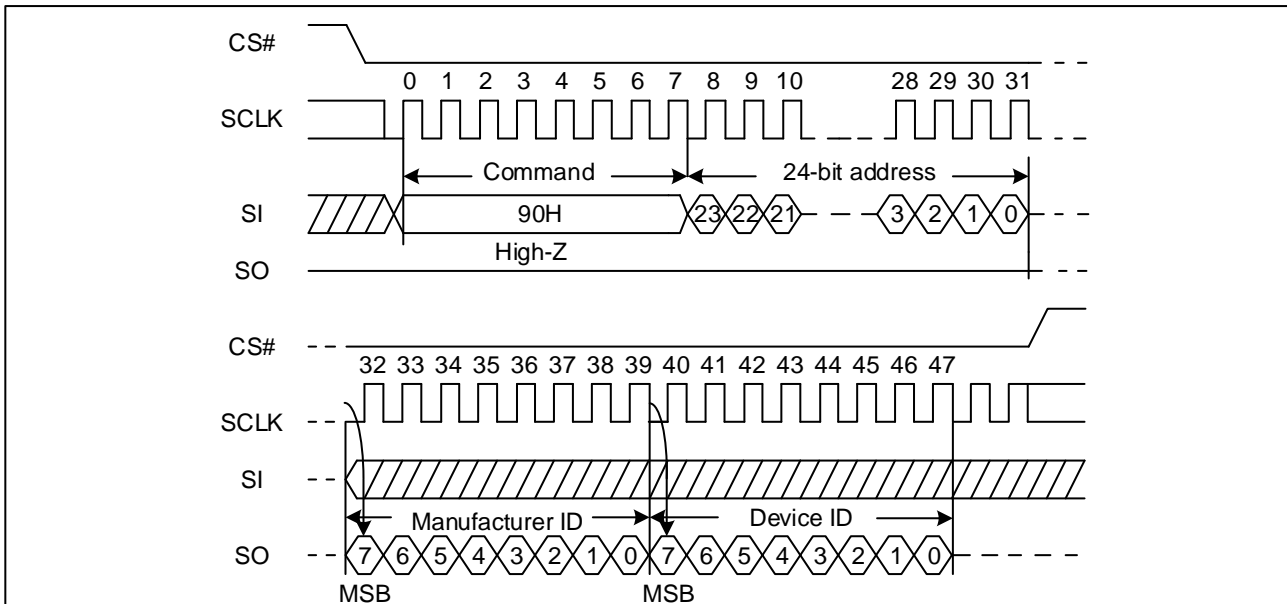 CS#
0 1 2 3 4 5 6 7 8 9 10 28 29 30 31
SCLK
Command 24-bit address
SI 90H 23 22 21 3 2 1 0
High-Z
SO
CS#
32 33 34 35 36 37 38 39 40 41 42 43 44 45 46 47
SCLK
SI
Manufacturer ID Device ID
SO 7 6 5 4 3 2 1 0 7 6 5 4 3 2 1 0
MSB MSB